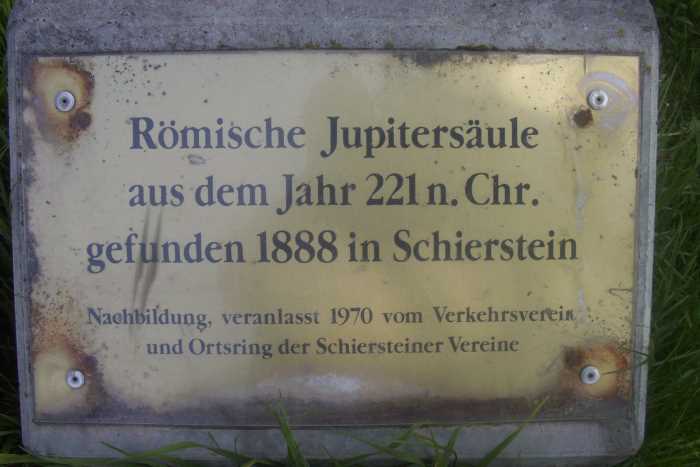 Römische Jupitersäule
aus dem Jahr 221 n. Chr.
gefunden 1888 in Schierstein
Nachbildung, veranlasst 1970 vom Verkehrsverein
und Ortsring der Schiersteiner Vereine